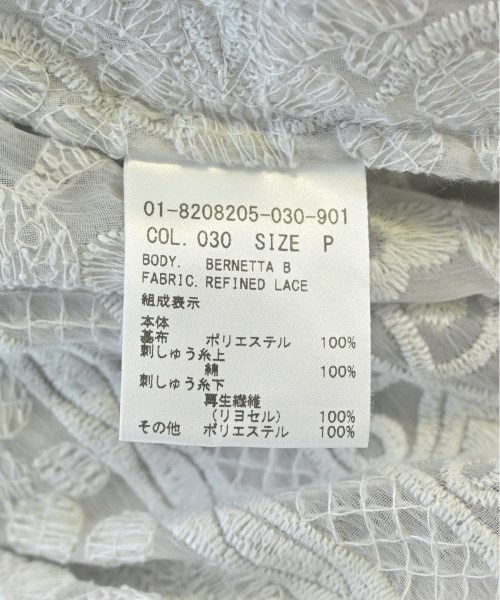 01-8208205-030-901
COL. 030 SIZE P
BODY. BERNETTA B
FABRIC. REFINED LACE
組成表示
本体
基布 ポリエステル 100%
刺しゅう糸上
綿 100%
刺しゅう糸下
再生繊維
(リヨセル) 100%
その他 ポリエステル 100%